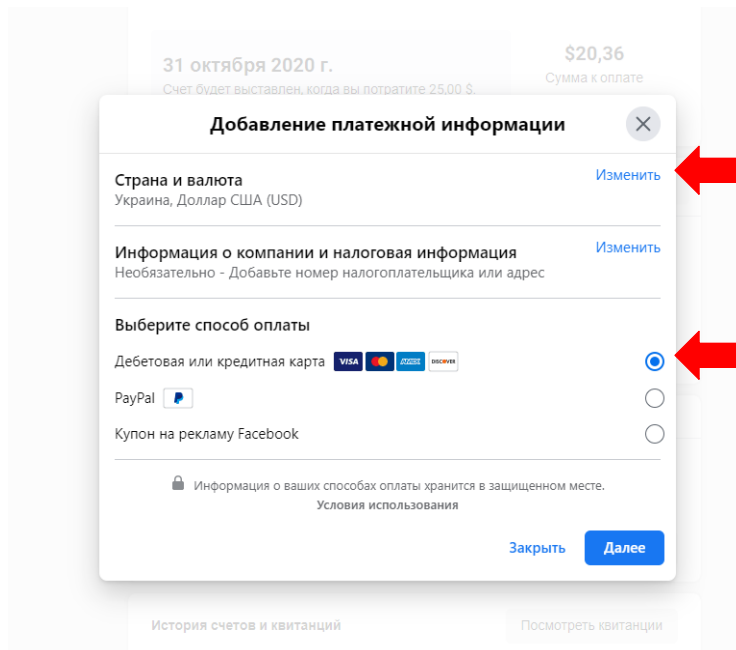 31 октября 2020 г.
$20,36
Счет будет выставлен, когда вы потратите 25,00 $.
Сумма к оплате
Добавление платежной информации
Страна и валюта
Изменить
Украина, Доллар США (USD)
Информация о компании и налоговая информация
Изменить
Необязательно - Добавьте номер налогоплательщика или адрес
Выберите способ оплаты
Дебетовая или кредитная карта VISA AMEX DISCOVER
PayPal
Купон на рекламу Facebook
Информация о ваших способах оплаты хранится в защищенном месте.
Условия использования
Закрыть
Далее
История счетов и квитанций
Посмотреть квитанции